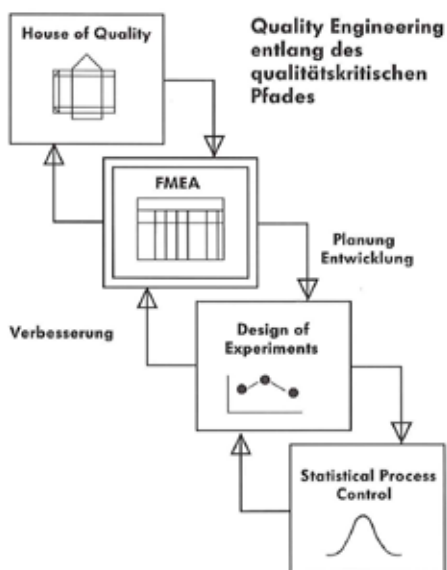 House of Quality
Quality Engineering
entlang des
qualitätskritischen
Pfades
FMEA
Planung
Entwicklung
Verbesserung
Design of
Experiments
Statistical Process
Control